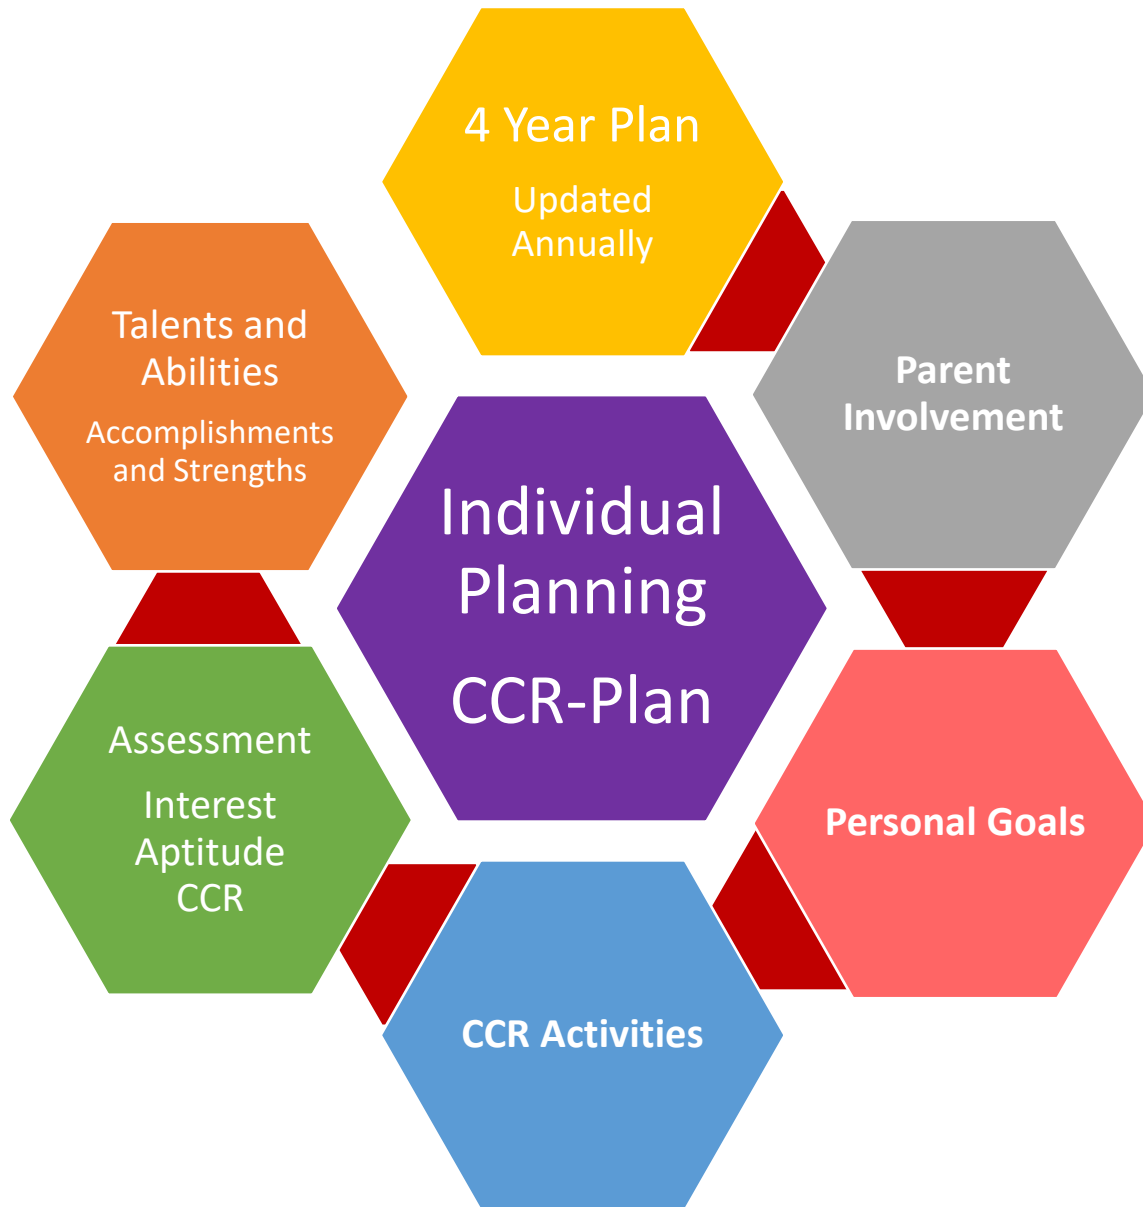 4 Year Plan
Updated
Annually
Talents and
Abilities
Accomplishments
and Strengths
Parent
Involvement
Individual
Planning
CCR-Plan
Assessment
Interest
Aptitude
CCR
Personal Goals
CCR Activities